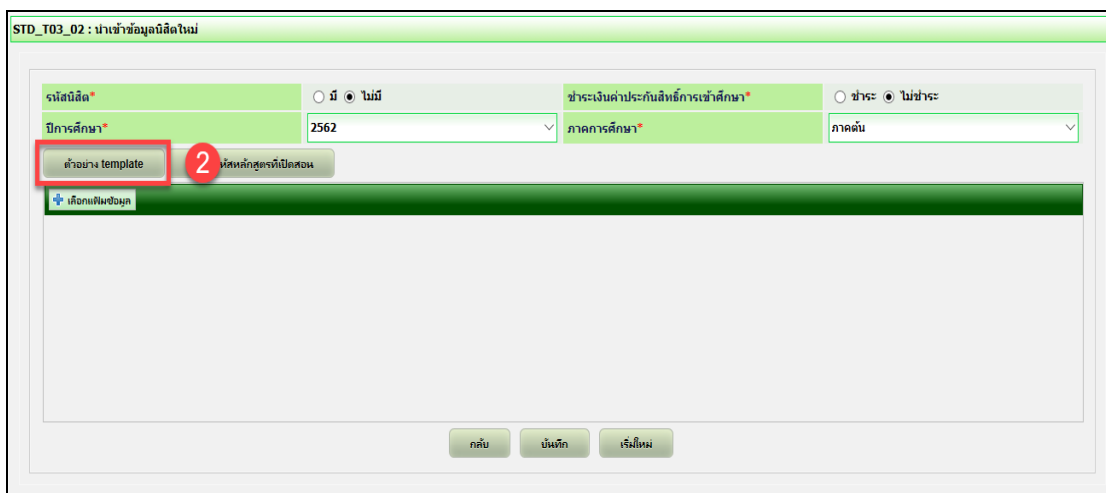 STD_T03_02 : นำเข้าข้อมูลนิสิตใหม่
รหัสนิสิต* มี ไม่มี ชำระเงินค่าประกันสิทธิ์การเข้าศึกษา* ชำระ ไม่ชำระ
ปีการศึกษา* 2562 ภาคการศึกษา* ภาคต้น
ตัวอย่าง template 2 หัสหลักสูตรที่เปิดสอน
เลือกแฟ้มข้อมูล
กลับ บันทึก เริ่มใหม่